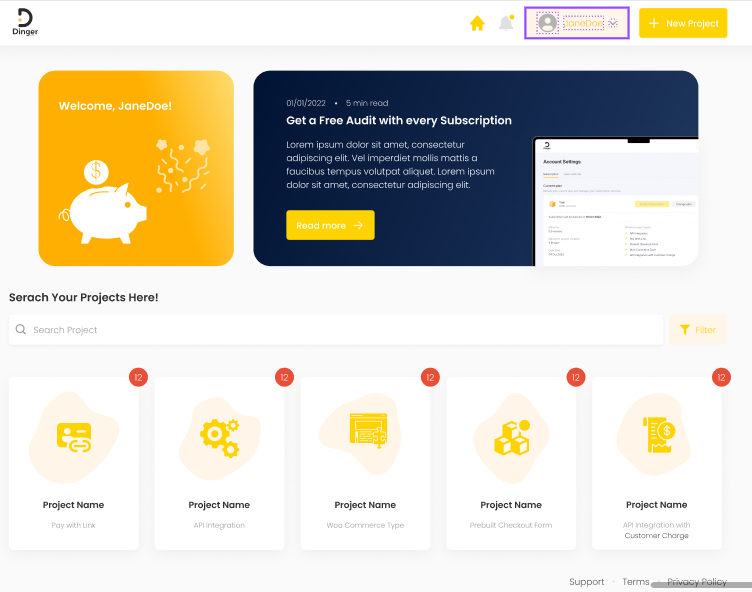 Dinger
JaneDoe
New Project
Welcome, JaneDoe!
01/01/2022 • 5 min read
Get a Free Audit with every Subscription
Lorem ipsum dolor sit amet, consectetur
adipiscing elit. Vel imperdiet mollis mattis a
faucibus tempus volutpat aliquet. Lorem ipsum
dolor sit amet, consectetur adipiscing elit.
Read more
Account Settings
Serach Your Projects Here!
Search Project
Filter
12
12
12
12
12
Project Name
Pay with Link
Project Name
API Integration
Project Name
Woo Commerce Type
Project Name
Prebuilt Checkout Form
Project Name
API Integration with
Customer Charge
Support • Terms • Privacy Policy